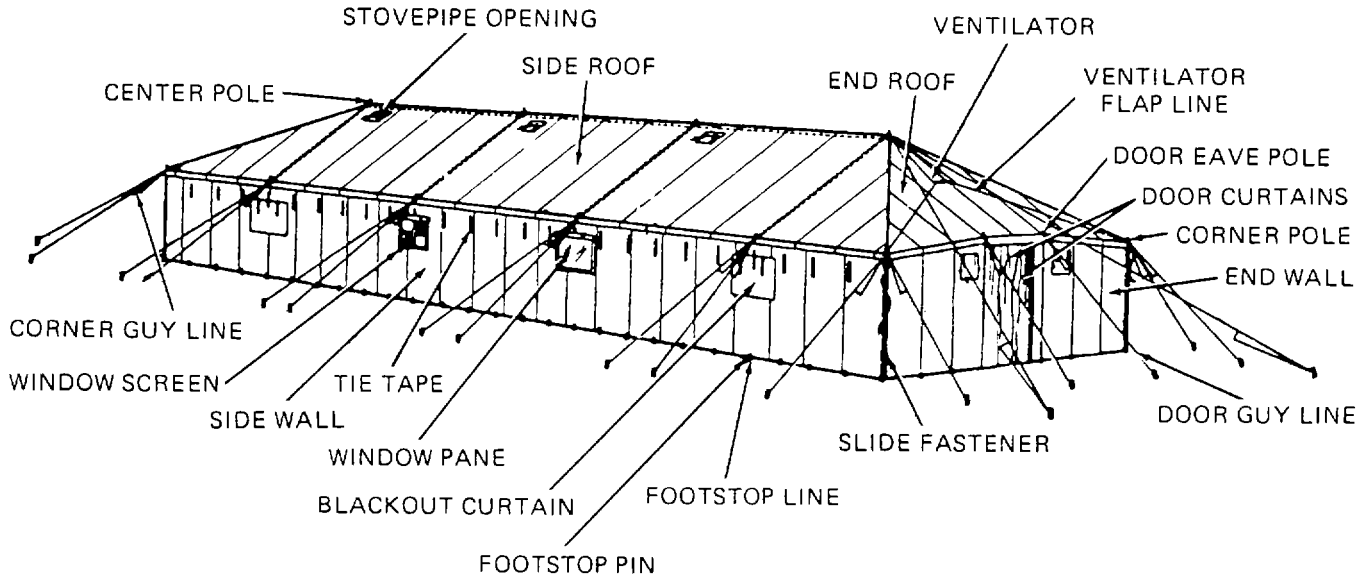 STOVEPIPE OPENING
VENTILATOR
SIDE ROOF
END ROOF
VENTILATOR
FLAP LINE
CENTER POLE
DOOR EAVE POLE
DOOR CURTAINS
CORNER POLE
END WALL
CORNER GUY LINE
WINDOW SCREEN
TIE TAPE
SIDE WALL
DOOR GUY LINE
SLIDE FASTENER
WINDOW PANE
BLACKOUT CURTAIN
FOOTSTOP LINE
FOOTSTOP PIN